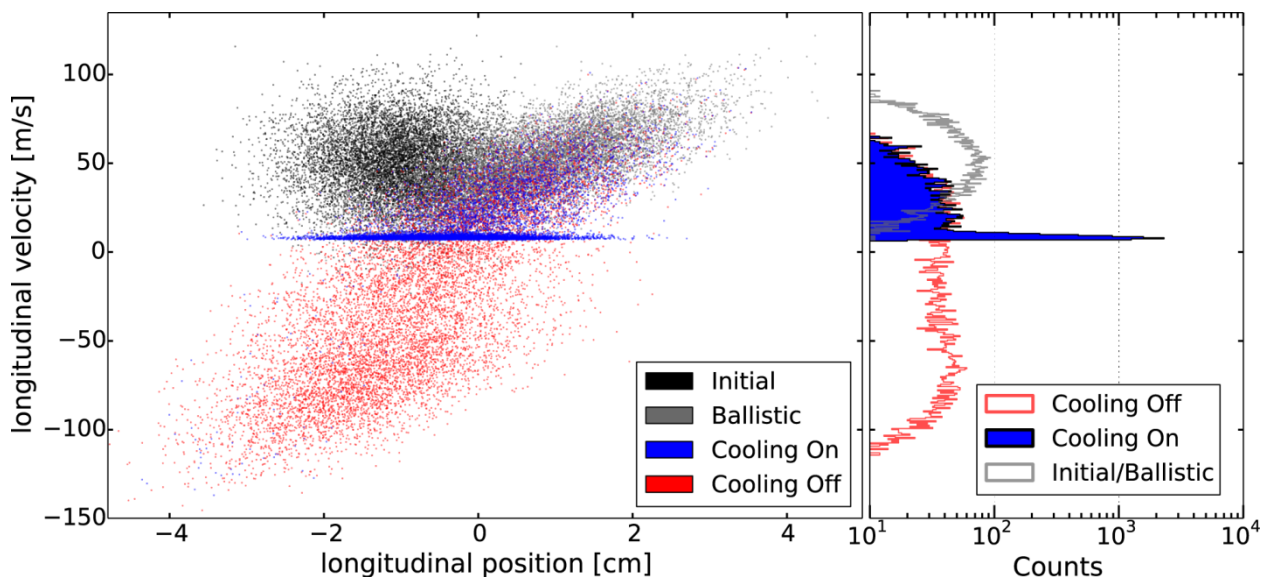 longitudinal velocity [m/s]
100
50
0
−50
−100
−150
−4
−2
0
2
4
longitudinal position [cm]
Initial
Ballistic
Cooling On
Cooling Off
Cooling Off
Cooling On
Initial/Ballistic
10^1
10^2
10^3
10^4
Counts